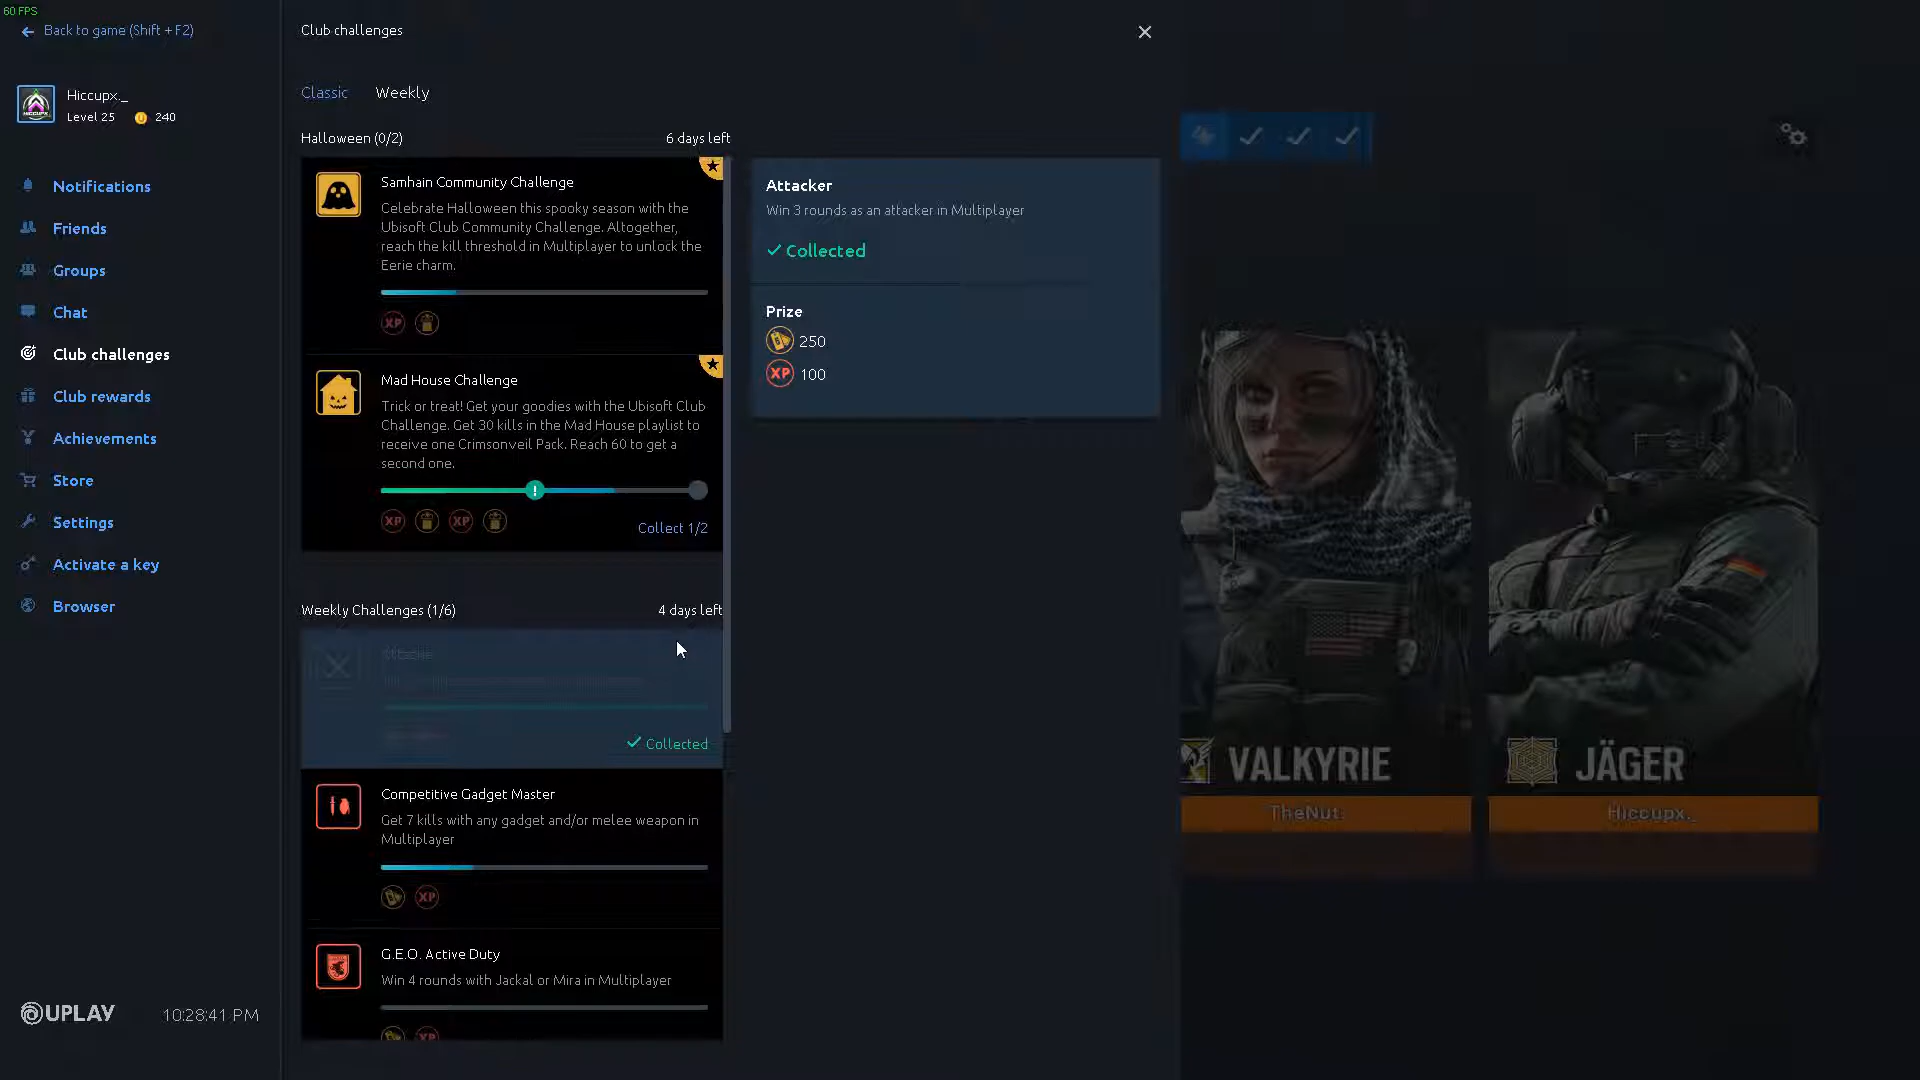 60 FPS
Back to game (Shift + F2)
Hiccupx._
Level 25 240
Notifications
Friends
Groups
Chat
Club challenges
Club rewards
Achievements
Store
Settings
Activate a key
Browser
UPLAY 10:28:41 PM
Club challenges
Classic Weekly
Halloween (0/2) 6 days left
Samhain Community Challenge
Celebrate Halloween this spooky season with the
Ubisoft Club Community Challenge. Altogether,
reach the kill threshold in Multiplayer to unlock the
Eerie charm.
XP
Mad House Challenge
Trick or treat! Get your goodies with the Ubisoft Club
Challenge. Get 30 kills in the Mad House playlist to
receive one Crimsonveil Pack. Reach 60 to get a
second one.
XP XP
Collect 1/2
Weekly Challenges (1/6) 4 days left
Collected
Competitive Gadget Master
Get 7 kills with any gadget and/or melee weapon in
Multiplayer
XP
G.E.O. Active Duty
Win 4 rounds with Jackal or Mira in Multiplayer
XP
Attacker
Win 3 rounds as an attacker in Multiplayer
Collected
Prize
250
XP 100
VALKYRIE
TheNut.
JÄGER
Hiccupx._